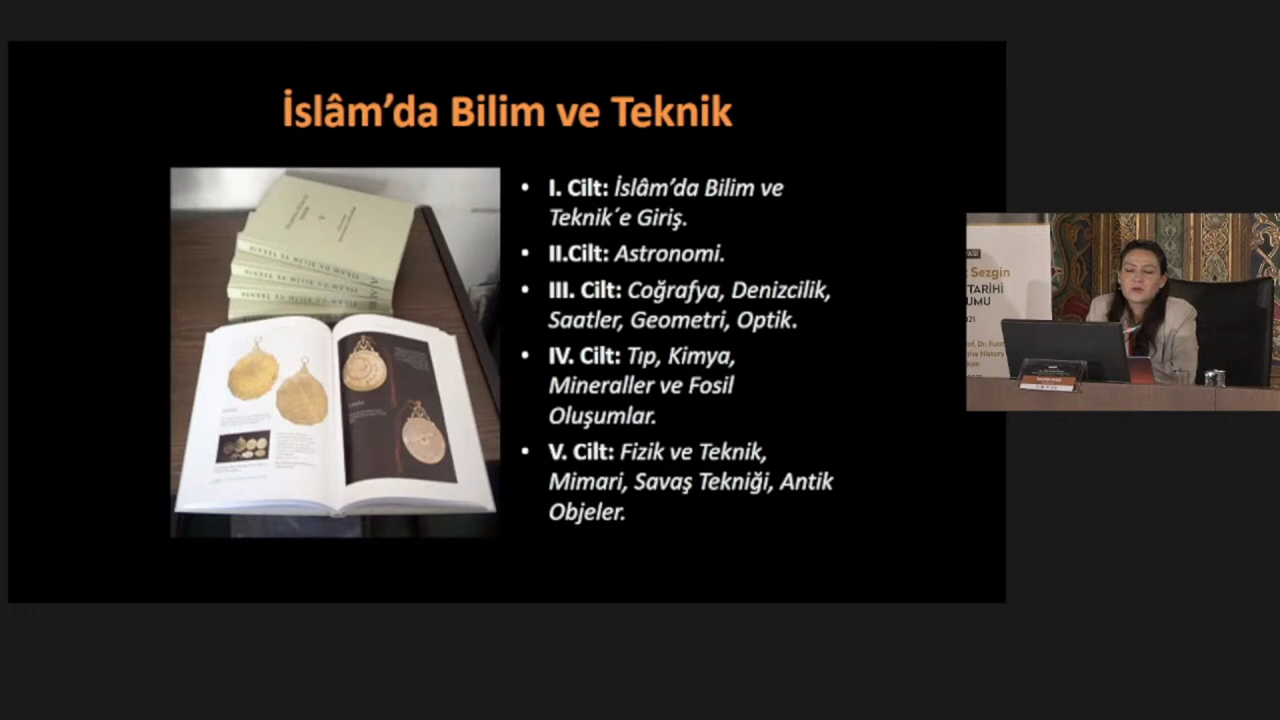 İslâm’da Bilim ve Teknik
• I. Cilt: İslâm’da Bilim ve
Teknik´e Giriş.
• II.Cilt: Astronomi.
• III. Cilt: Coğrafya, Denizcilik,
Saatler, Geometri, Optik.
• IV. Cilt: Tıp, Kimya,
Mineraller ve Fosil
Oluşumlar.
• V. Cilt: Fizik ve Teknik,
Mimari, Savaş Tekniği, Antik
Objeler.
Sezgin
TARİHİ
the History